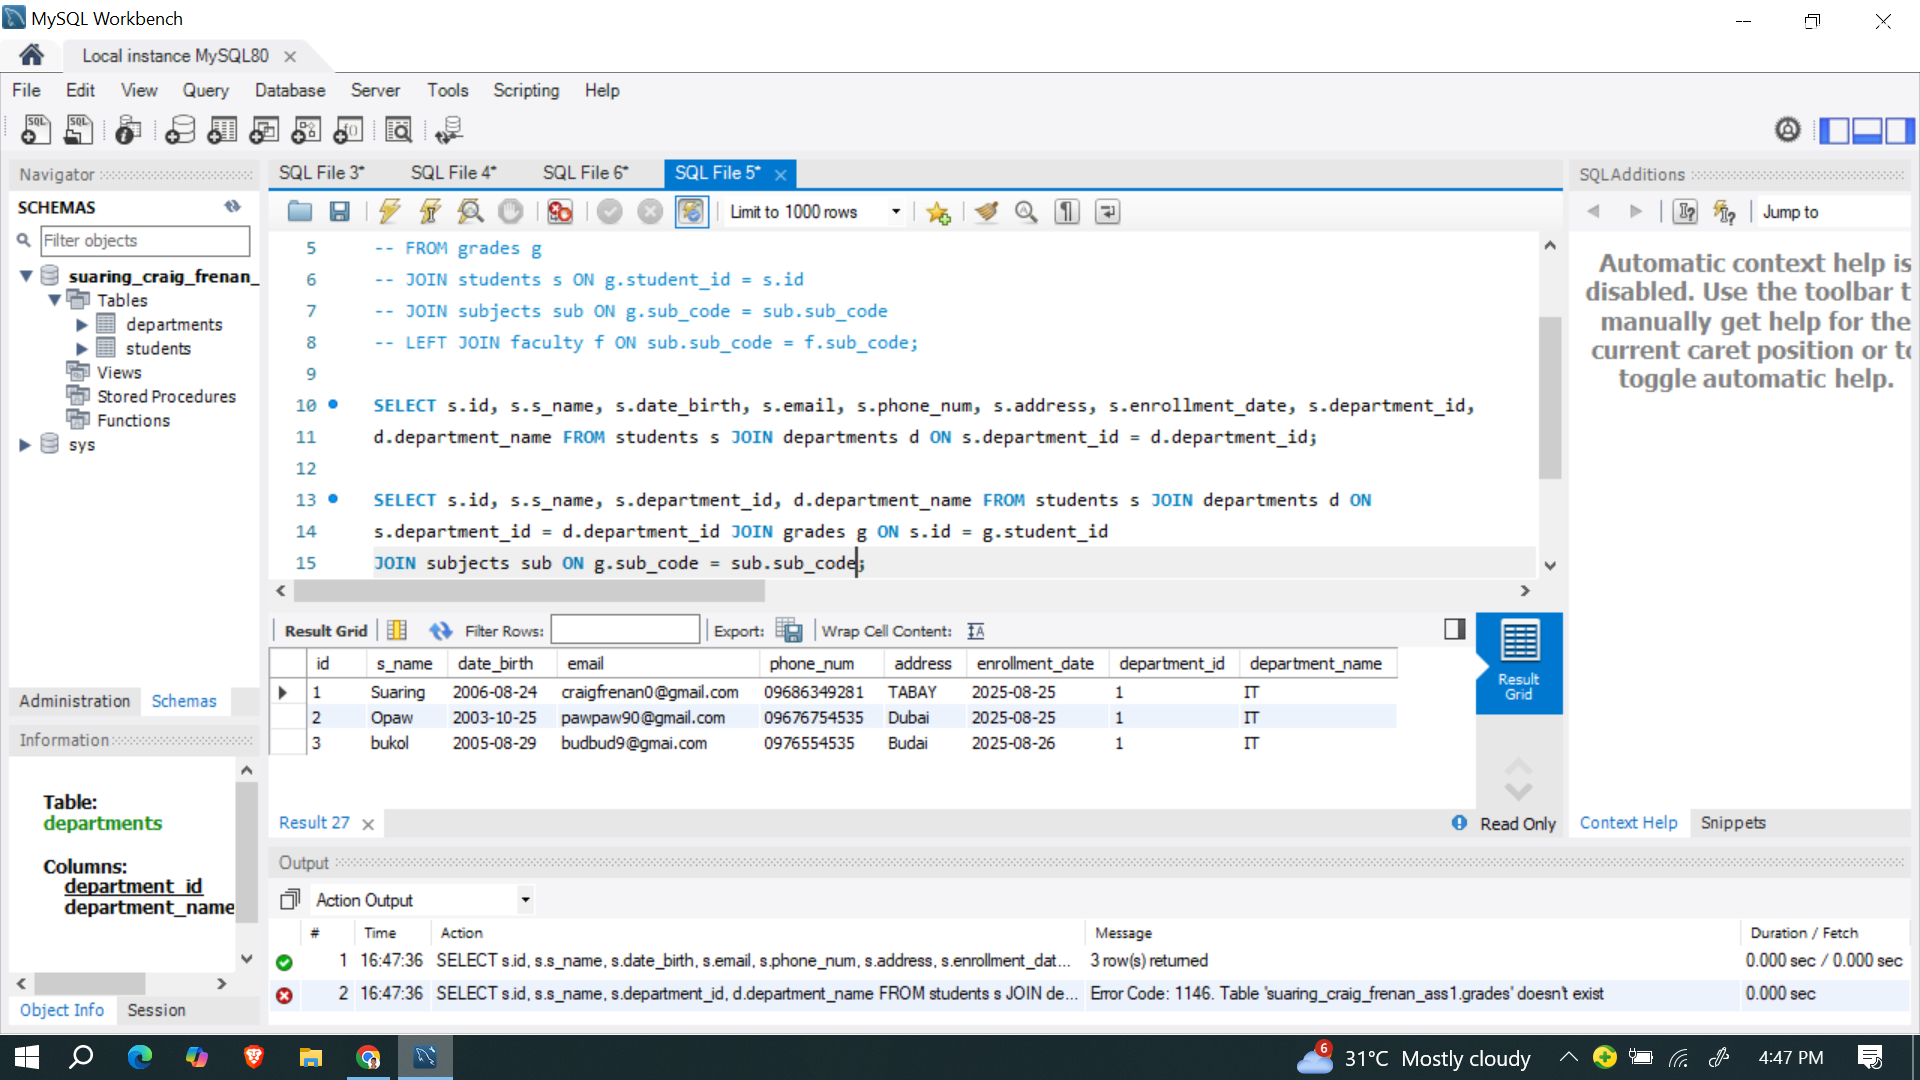 MySQL Workbench
Local instance MySQL80
File Edit View Query Database Server Tools Scripting Help
Navigator
SCHEMAS
Filter objects
suaring_craig_frenan_
Tables
departments
students
Views
Stored Procedures
Functions
sys
Administration Schemas
Information
Table:
departments
Columns:
department_id
department_name
Object Info Session
SQL File 3* SQL File 4* SQL File 6* SQL File 5*
Limit to 1000 rows
5 -- FROM grades g
6 -- JOIN students s ON g.student_id = s.id
7 -- JOIN subjects sub ON g.sub_code = sub.sub_code
8 -- LEFT JOIN faculty f ON sub.sub_code = f.sub_code;
9
10 SELECT s.id, s.s_name, s.date_birth, s.email, s.phone_num, s.address, s.enrollment_date, s.department_id,
11 d.department_name FROM students s JOIN departments d ON s.department_id = d.department_id;
12
13 SELECT s.id, s.s_name, s.department_id, d.department_name FROM students s JOIN departments d ON
14 s.department_id = d.department_id JOIN grades g ON s.id = g.student_id
15 JOIN subjects sub ON g.sub_code = sub.sub_code;
Result Grid Filter Rows: Export: Wrap Cell Content:
id s_name date_birth email phone_num address enrollment_date department_id department_name
1 Suaring 2006-08-24 craigfrenan0@gmail.com 09686349281 TABAY 2025-08-25 1 IT
2 Opaw 2003-10-25 pawpaw90@gmail.com 09676754535 Dubai 2025-08-25 1 IT
3 bukol 2005-08-29 budbud9@gmai.com 0976554535 Budai 2025-08-26 1 IT
Result
Grid
Result 27
Read Only
SQLAdditions
Jump to
Automatic context help is
disabled. Use the toolbar t
manually get help for the
current caret position or to
toggle automatic help.
Context Help Snippets
Output
Action Output
# Time Action Message Duration / Fetch
1 16:47:36 SELECT s.id, s.s_name, s.date_birth, s.email, s.phone_num, s.address, s.enrollment_dat... 3 row(s) returned 0.000 sec / 0.000 sec
2 16:47:36 SELECT s.id, s.s_name, s.department_id, d.department_name FROM students s JOIN de... Error Code: 1146. Table 'suaring_craig_frenan_ass1.grades' doesn't exist 0.000 sec
6 31°C Mostly cloudy 4:47 PM